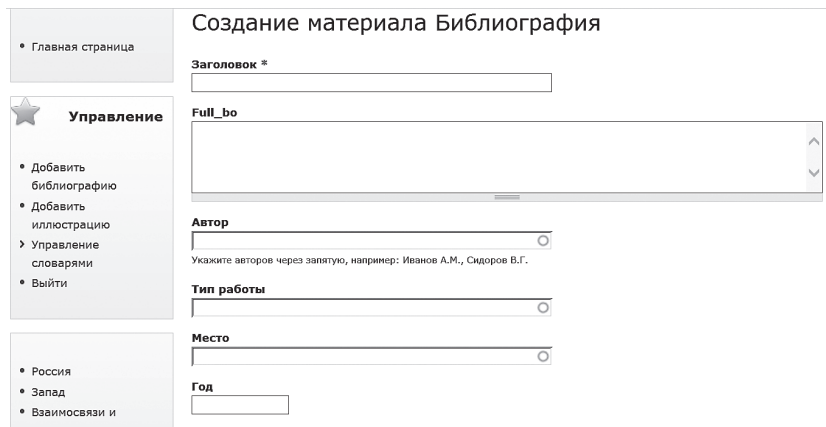 Создание материала Библиография
Главная страница
Заголовок *
Управление
Full_bo
Добавить
библиографию
Добавить
иллюстрацию
Управление
словарями
Выйти
Автор
Укажите авторов через запятую, например: Иванов А.М., Сидоров В.Г.
Тип работы
Место
Россия
Запад
Взаимосвязи и
Год